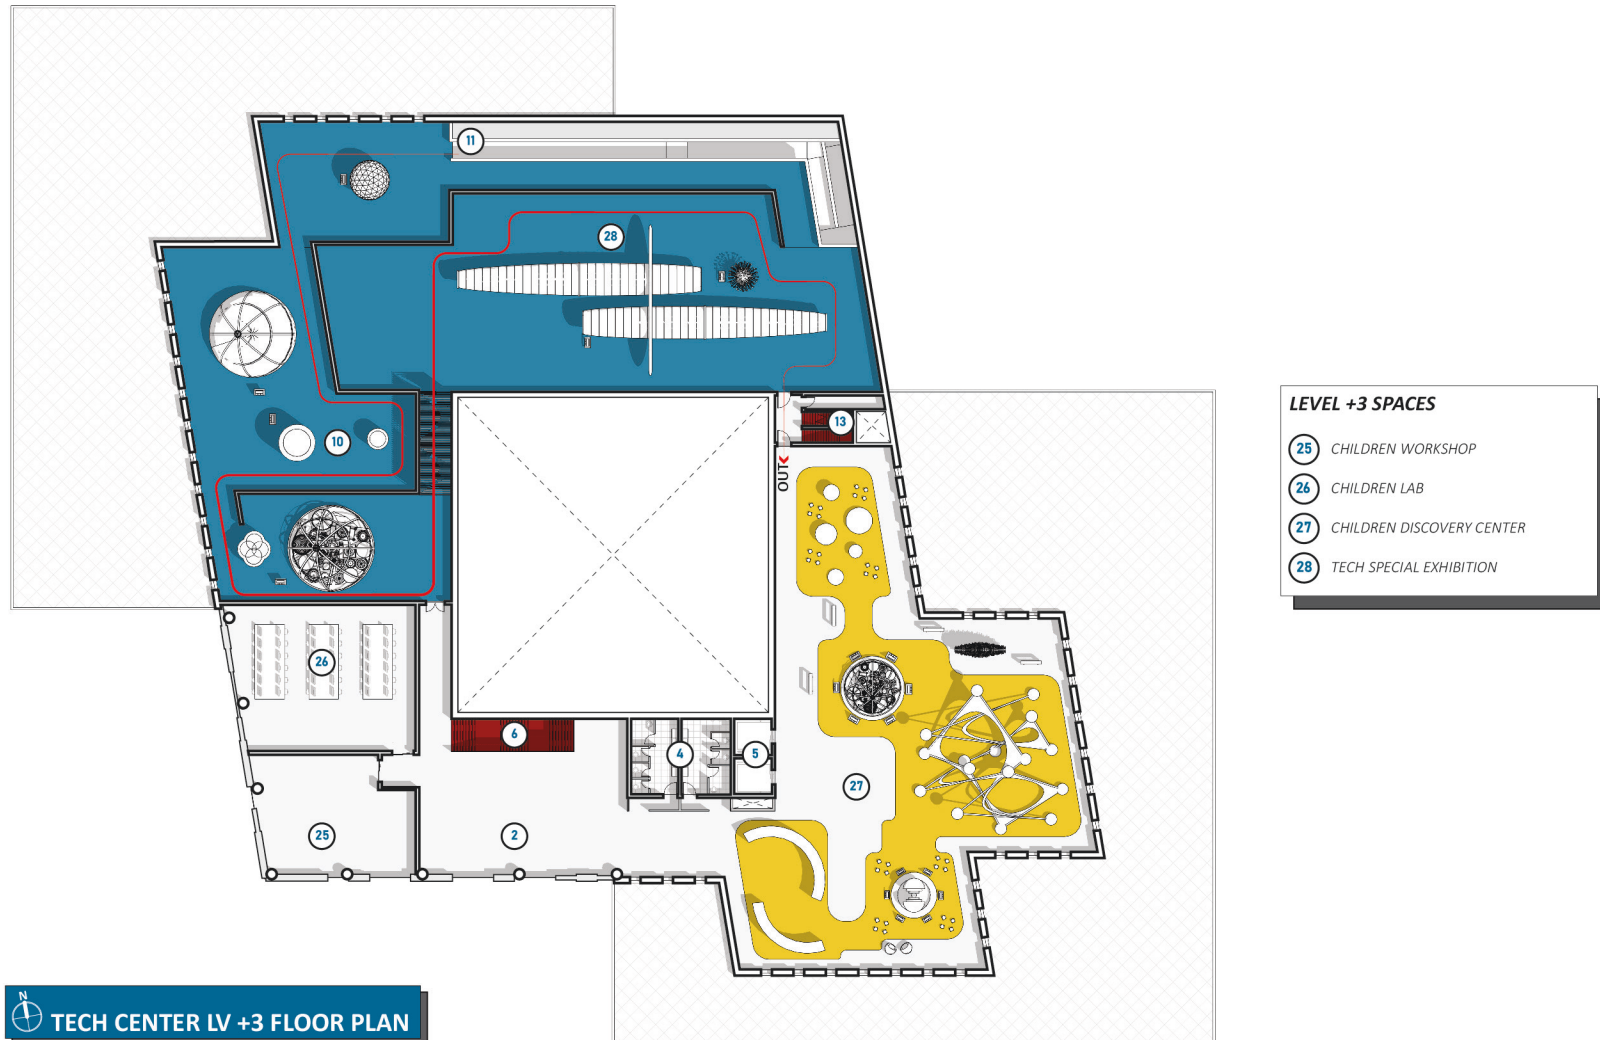 11
28
10
13
OUT
26
6
4
5
27
25
2
LEVEL +3 SPACES
25 CHILDREN WORKSHOP
26 CHILDREN LAB
27 CHILDREN DISCOVERY CENTER
28 TECH SPECIAL EXHIBITION
N
TECH CENTER LV +3 FLOOR PLAN